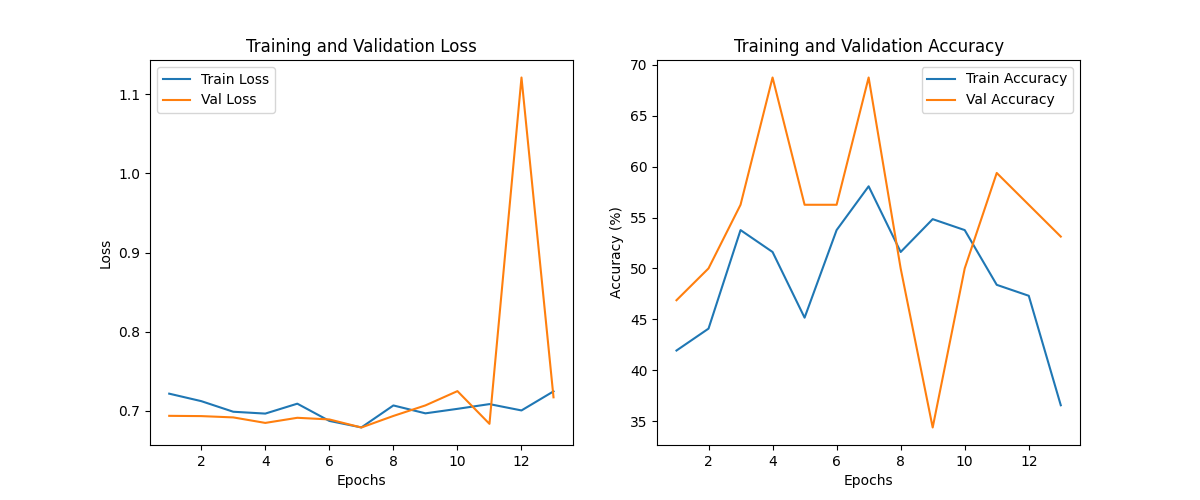 Training and Validation Loss
Train Loss
Val Loss
1.1
1.0
0.9
0.8
0.7
Loss
2 4 6 8 10 12
Epochs
Training and Validation Accuracy
Train Accuracy
Val Accuracy
70
65
60
55
50
45
40
35
Accuracy (%)
2 4 6 8 10 12
Epochs